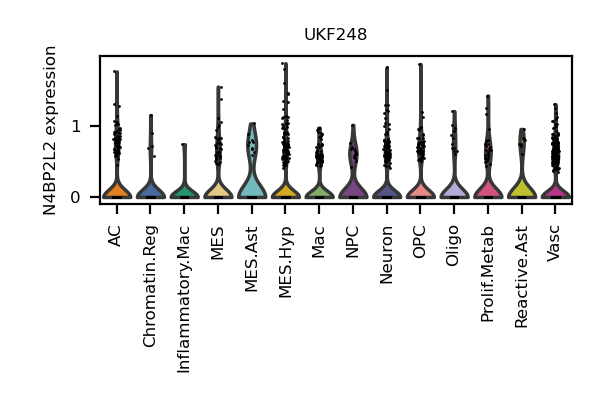 UKF248
N4BP2L2 expression
1
0
AC
Chromatin.Reg
Inflammatory.Mac
MES
MES.Ast
MES.Hyp
Mac
NPC
Neuron
OPC
Oligo
Prolif.Metab
Reactive.Ast
Vasc